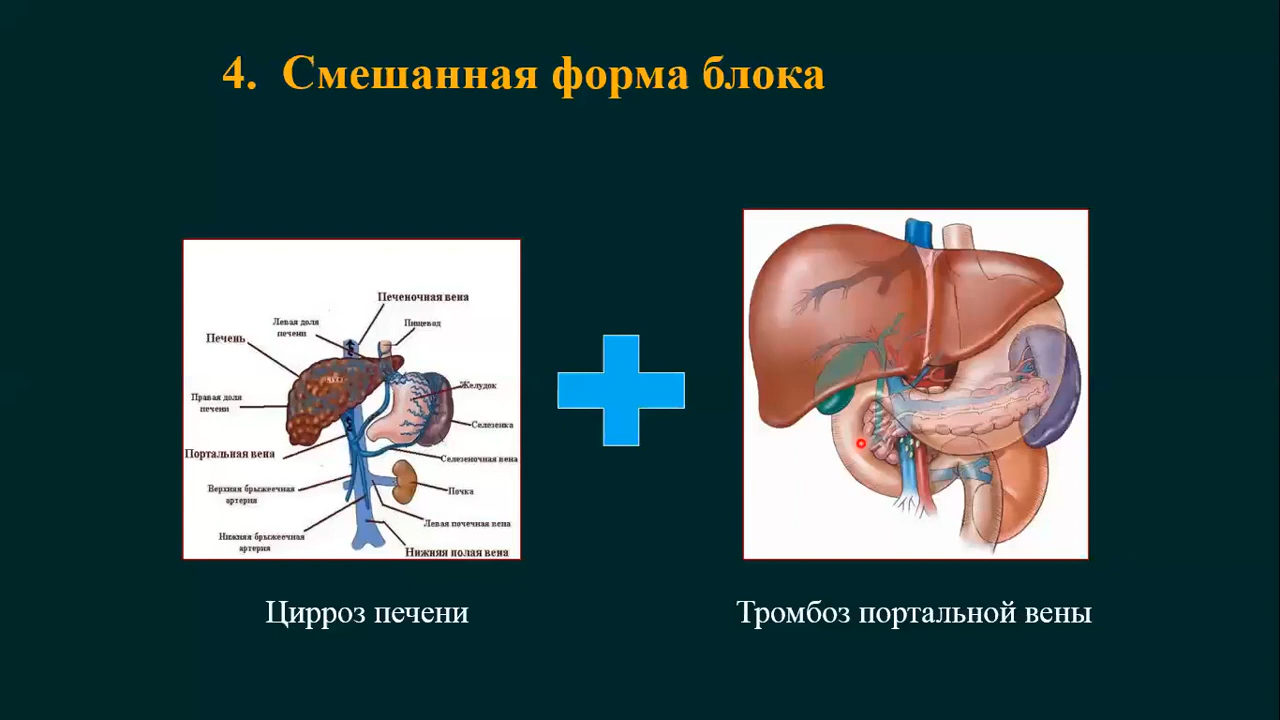 4. Смешанная форма блока
Печеночная вена
Левая доля
печени
Пищевод
Печень
Желудок
Правая доля
печени
Селезенка
Портальная вена
Селезеночная вена
Верхняя брыжеечная
артерия
Почка
Левая почечная вена
Нижняя брыжеечная
артерия
Нижняя полая вена
Цирроз печени
Тромбоз портальной вены